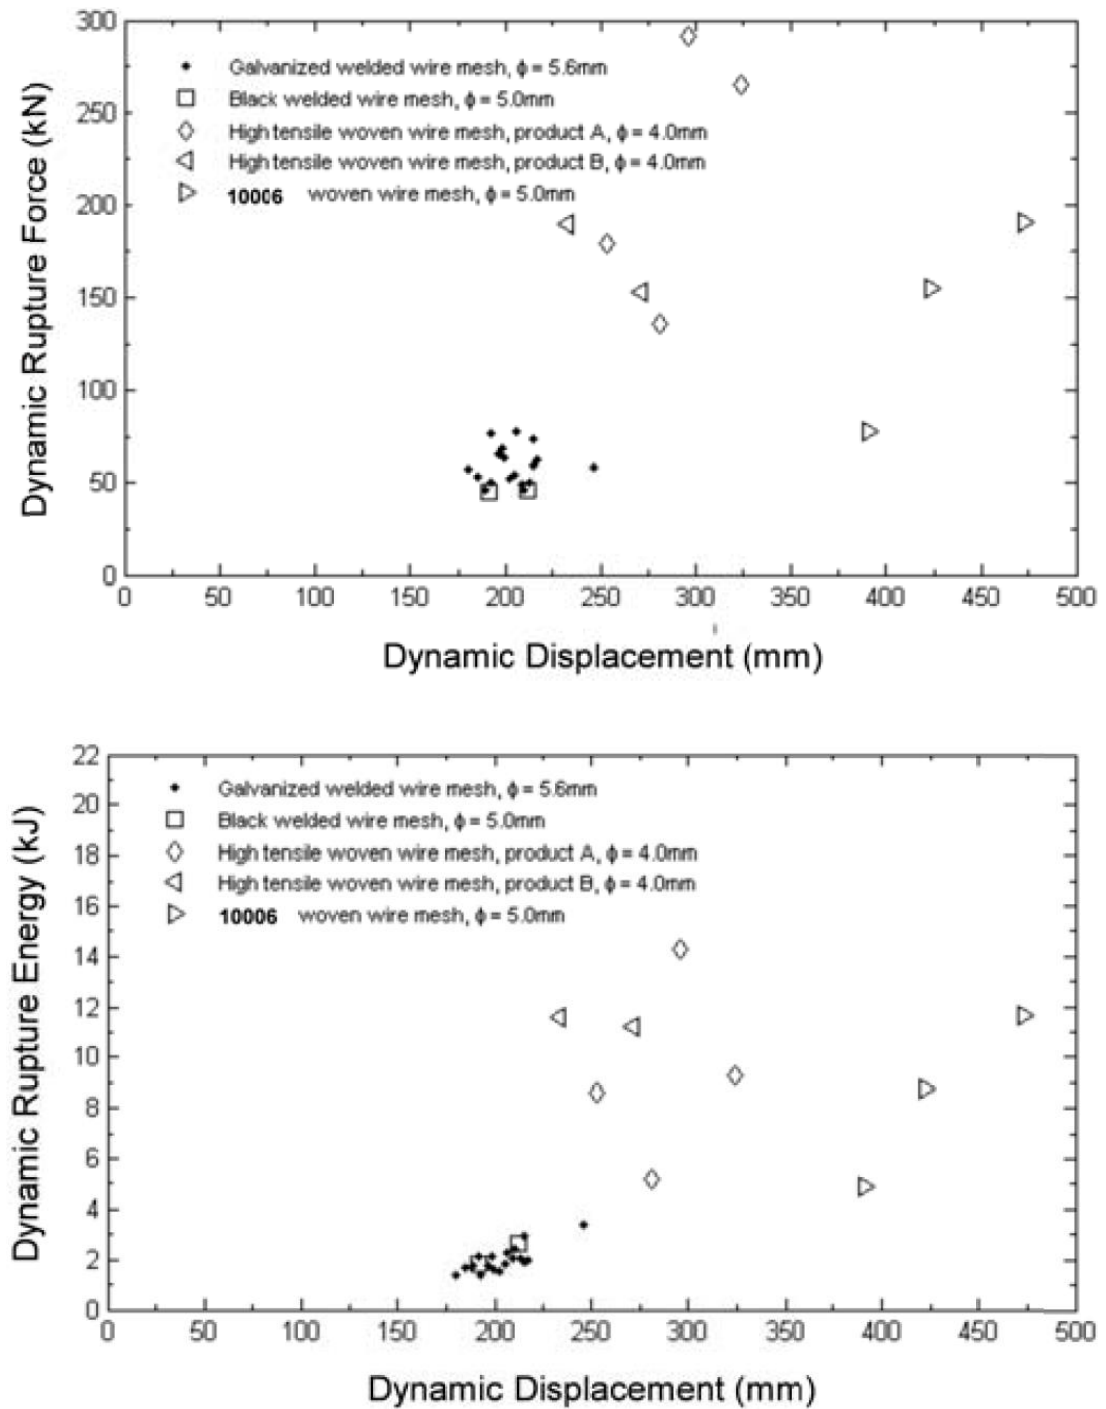 300
250
200
150
100
50
0
Dynamic Rupture Force (kN)
Galvanized welded wire mesh, ϕ = 5.6mm
Black welded wire mesh, ϕ = 5.0mm
High tensile woven wire mesh, product A, ϕ = 4.0mm
High tensile woven wire mesh, product B, ϕ = 4.0mm
10006 woven wire mesh, ϕ = 5.0mm
0 50 100 150 200 250 300 350 400 450 500
Dynamic Displacement (mm)
22
20
18
16
14
12
10
8
6
4
2
0
Dynamic Rupture Energy (kJ)
Galvanized welded wire mesh, ϕ = 5.6mm
Black welded wire mesh, ϕ = 5.0mm
High tensile woven wire mesh, product A, ϕ = 4.0mm
High tensile woven wire mesh, product B, ϕ = 4.0mm
10006 woven wire mesh, ϕ = 5.0mm
0 50 100 150 200 250 300 350 400 450 500
Dynamic Displacement (mm)